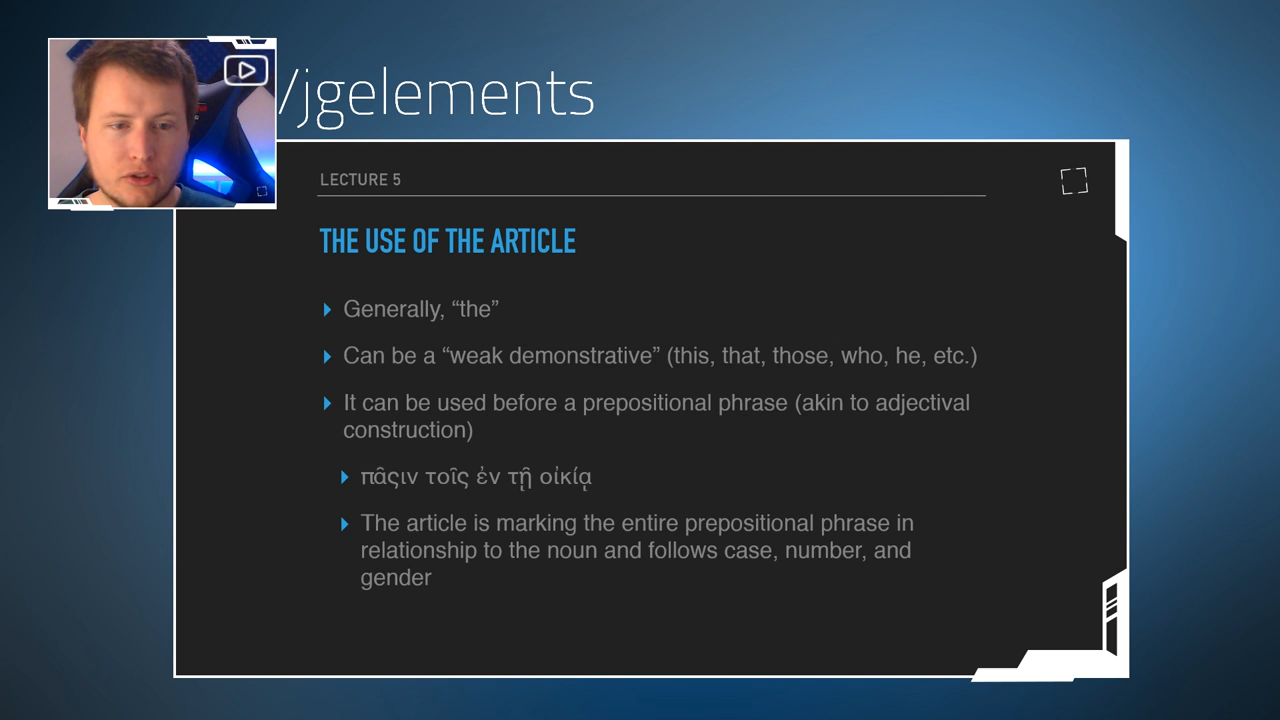 /jgelements
LECTURE 5
THE USE OF THE ARTICLE
Generally, “the”
Can be a “weak demonstrative” (this, that, those, who, he, etc.)
It can be used before a prepositional phrase (akin to adjectival
construction)
πᾶςιν τοῖς ἐν τῇ οἰκίᾳ
The article is marking the entire prepositional phrase in
relationship to the noun and follows case, number, and
gender